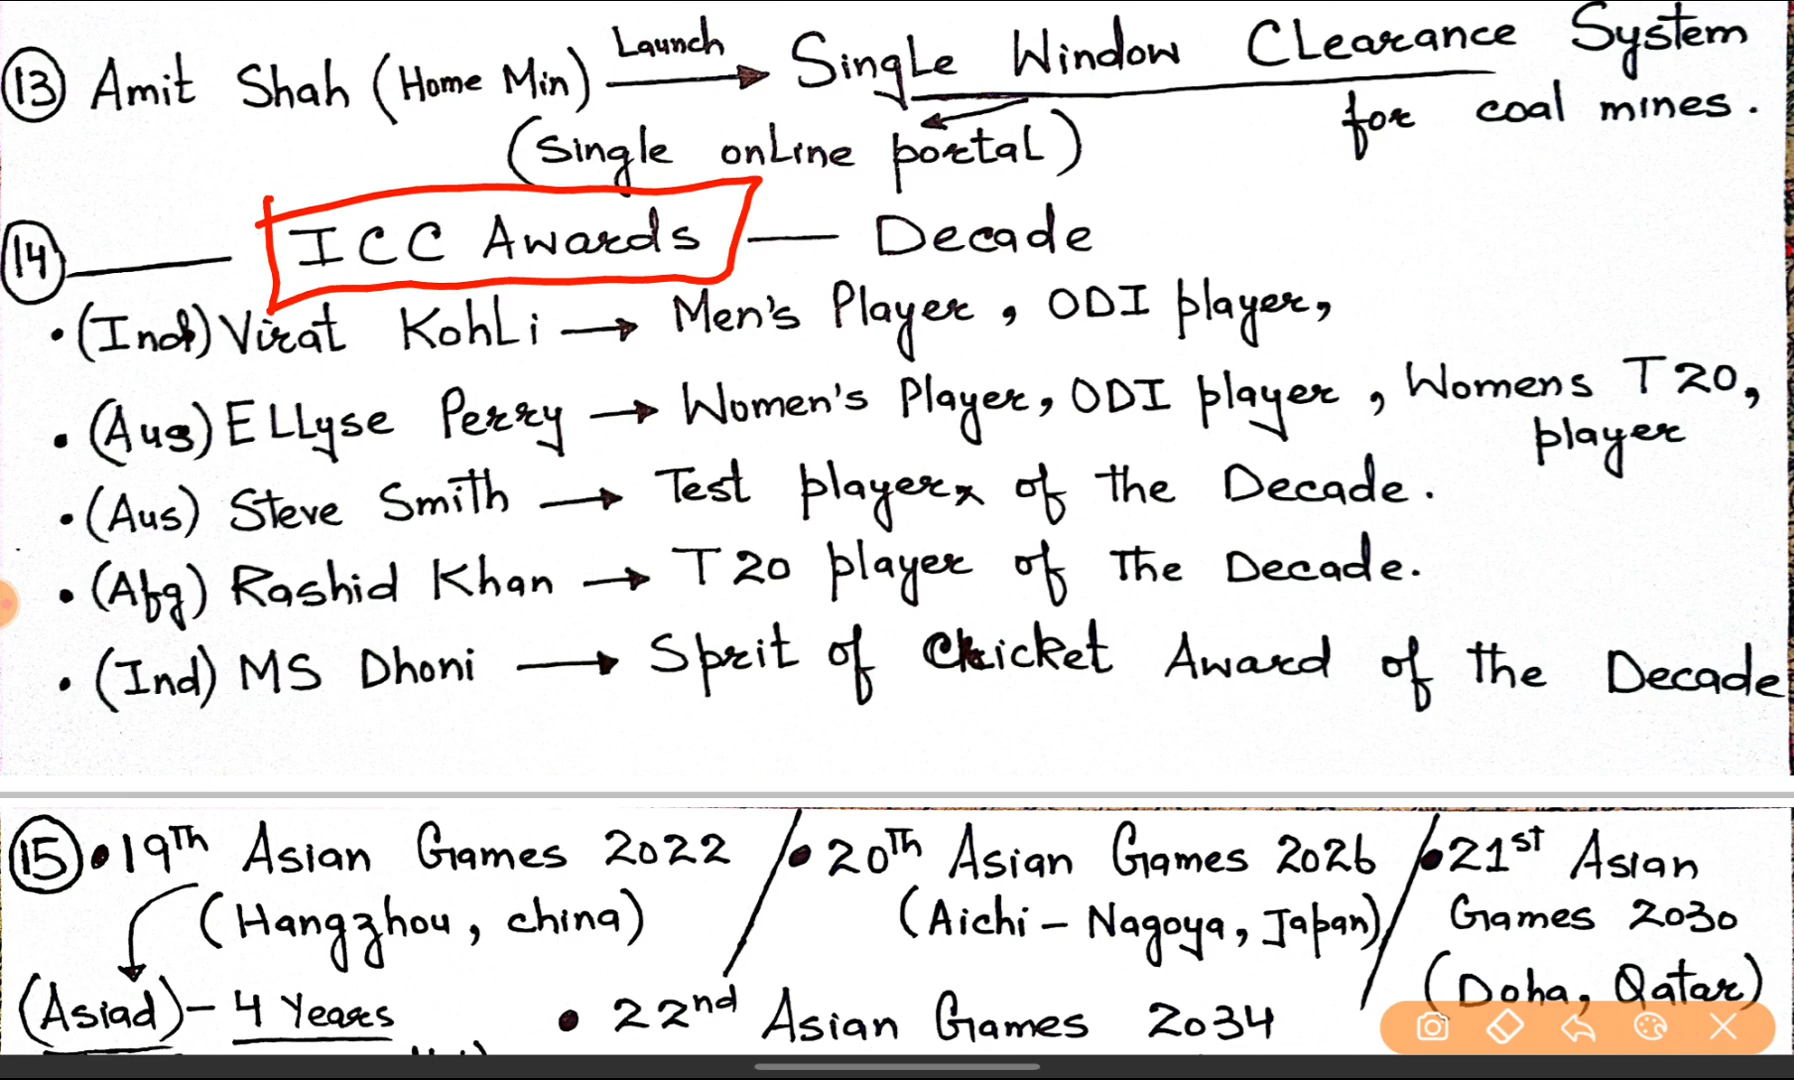 13 Amit Shah (Home Min) Launch → Single Window Clearance System
for coal mines.
(Single online portal)
14 ICC Awards — Decade
• (Ind) Virat Kohli → Men's Player, ODI player,
• (Aus) Ellyse Perry → Women's Player, ODI player, Womens T20,
player
• (Aus) Steve Smith → Test player of the Decade.
• (Afg) Rashid Khan → T20 player of the Decade.
• (Ind) MS Dhoni → Sprit of Cricket Award of the Decade
15 • 19th Asian Games 2022 / • 20th Asian Games 2026 / • 21st Asian
(Hangzhou, china) (Aichi - Nagoya, Japan) Games 2030
(Asiad) - 4 Years • 22nd Asian Games 2034 (Doha, Qatar)